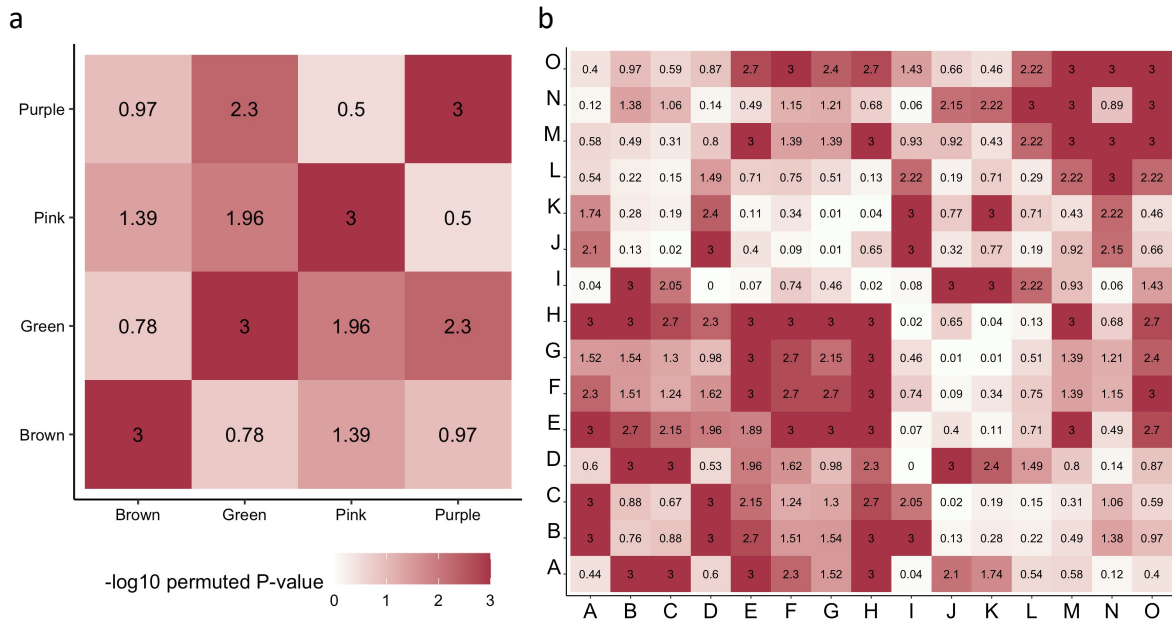 a
Purple 0.97 2.3 0.5 3
Pink 1.39 1.96 3 0.5
Green 0.78 3 1.96 2.3
Brown 3 0.78 1.39 0.97
Brown Green Pink Purple
-log10 permuted P-value
0 1 2 3
b
O 0.4 0.97 0.59 0.87 2.7 3 2.4 2.7 1.43 0.66 0.46 2.22 3 3 3
N 0.12 1.38 1.06 0.14 0.49 1.15 1.21 0.68 0.06 2.15 2.22 3 3 0.89 3
M 0.58 0.49 0.31 0.8 3 1.39 1.39 3 0.93 0.92 0.43 2.22 3 3 3
L 0.54 0.22 0.15 1.49 0.71 0.75 0.51 0.13 2.22 0.19 0.71 0.29 2.22 3 2.22
K 1.74 0.28 0.19 2.4 0.11 0.34 0.01 0.04 3 0.77 3 0.71 0.43 2.22 0.46
J 2.1 0.13 0.02 3 0.4 0.09 0.01 0.65 3 0.32 0.77 0.19 0.92 2.15 0.66
I 0.04 3 2.05 0 0.07 0.74 0.46 0.02 0.08 3 3 2.22 0.93 0.06 1.43
H 3 3 2.7 2.3 3 3 3 3 0.02 0.65 0.04 0.13 3 0.68 2.7
G 1.52 1.54 1.3 0.98 3 2.7 2.15 3 0.46 0.01 0.01 0.51 1.39 1.21 2.4
F 2.3 1.51 1.24 1.62 3 2.7 2.7 3 0.74 0.09 0.34 0.75 1.39 1.15 3
E 3 2.7 2.15 1.96 1.89 3 3 3 0.07 0.4 0.11 0.71 3 0.49 2.7
D 0.6 3 3 0.53 1.96 1.62 0.98 2.3 0 3 2.4 1.49 0.8 0.14 0.87
C 3 0.88 0.67 3 2.15 1.24 1.3 2.7 2.05 0.02 0.19 0.15 0.31 1.06 0.59
B 3 0.76 0.88 3 2.7 1.51 1.54 3 3 0.13 0.28 0.22 0.49 1.38 0.97
A 0.44 3 3 0.6 3 2.3 1.52 3 0.04 2.1 1.74 0.54 0.58 0.12 0.4
A B C D E F G H I J K L M N O